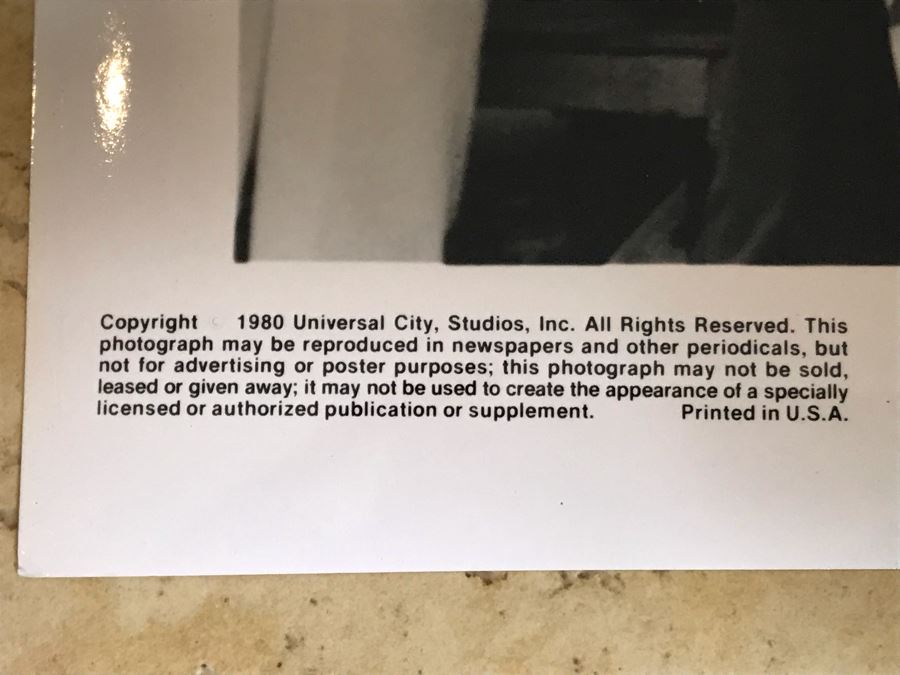 Copyright © 1980 Universal City, Studios, Inc. All Rights Reserved. This
photograph may be reproduced in newspapers and other periodicals, but
not for advertising or poster purposes; this photograph may not be sold,
leased or given away; it may not be used to create the appearance of a specially
licensed or authorized publication or supplement. Printed in U.S.A.